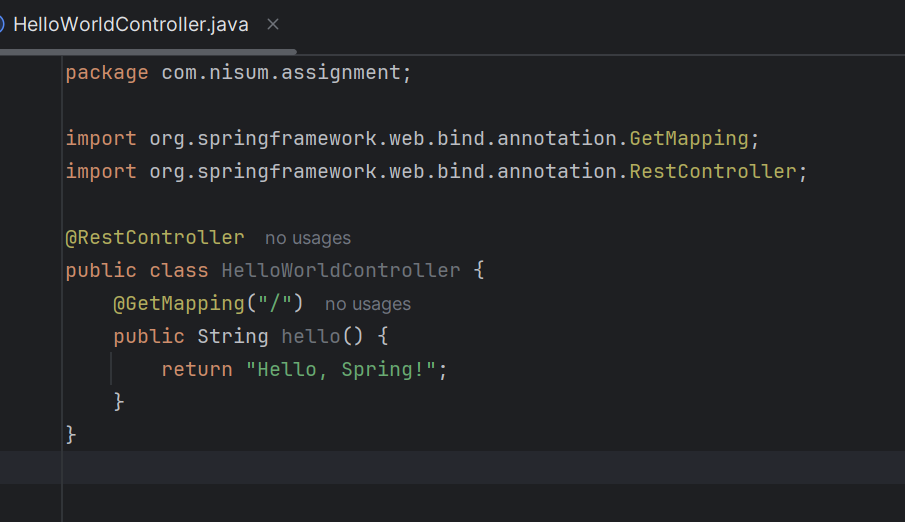 HelloWorldController.java
package com.nisum.assignment;
import org.springframework.web.bind.annotation.GetMapping;
import org.springframework.web.bind.annotation.RestController;
@RestController no usages
public class HelloWorldController {
@GetMapping("/") no usages
public String hello() {
return "Hello, Spring!";
}
}